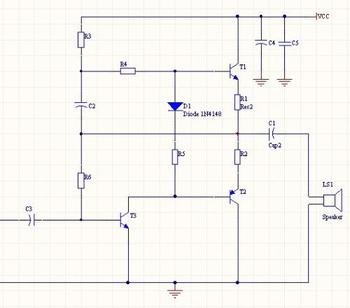 VCC
R3
C4
C5
R4
T1
C2
D1
Diode 1N4148
R1
Res2
C1
Cap2
R5
R2
R6
T2
LS1
Speaker
C3
T3